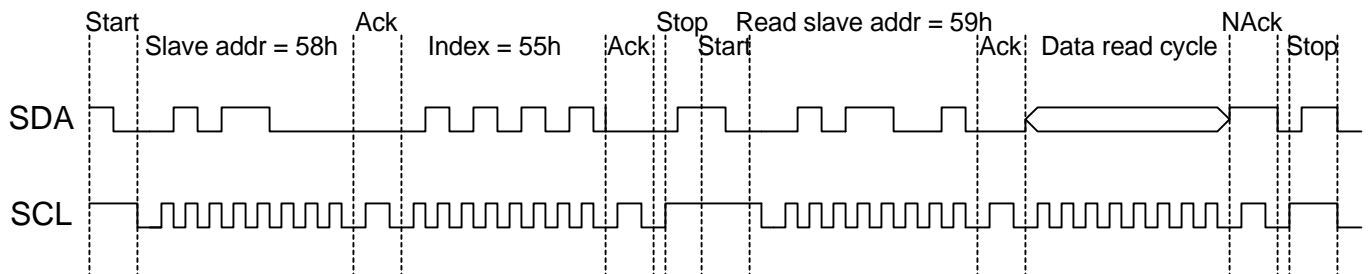 Start Ack Stop Read slave addr = 59h NAck
Slave addr = 58h Index = 55h Ack Start Ack Data read cycle Stop
SDA
SCL